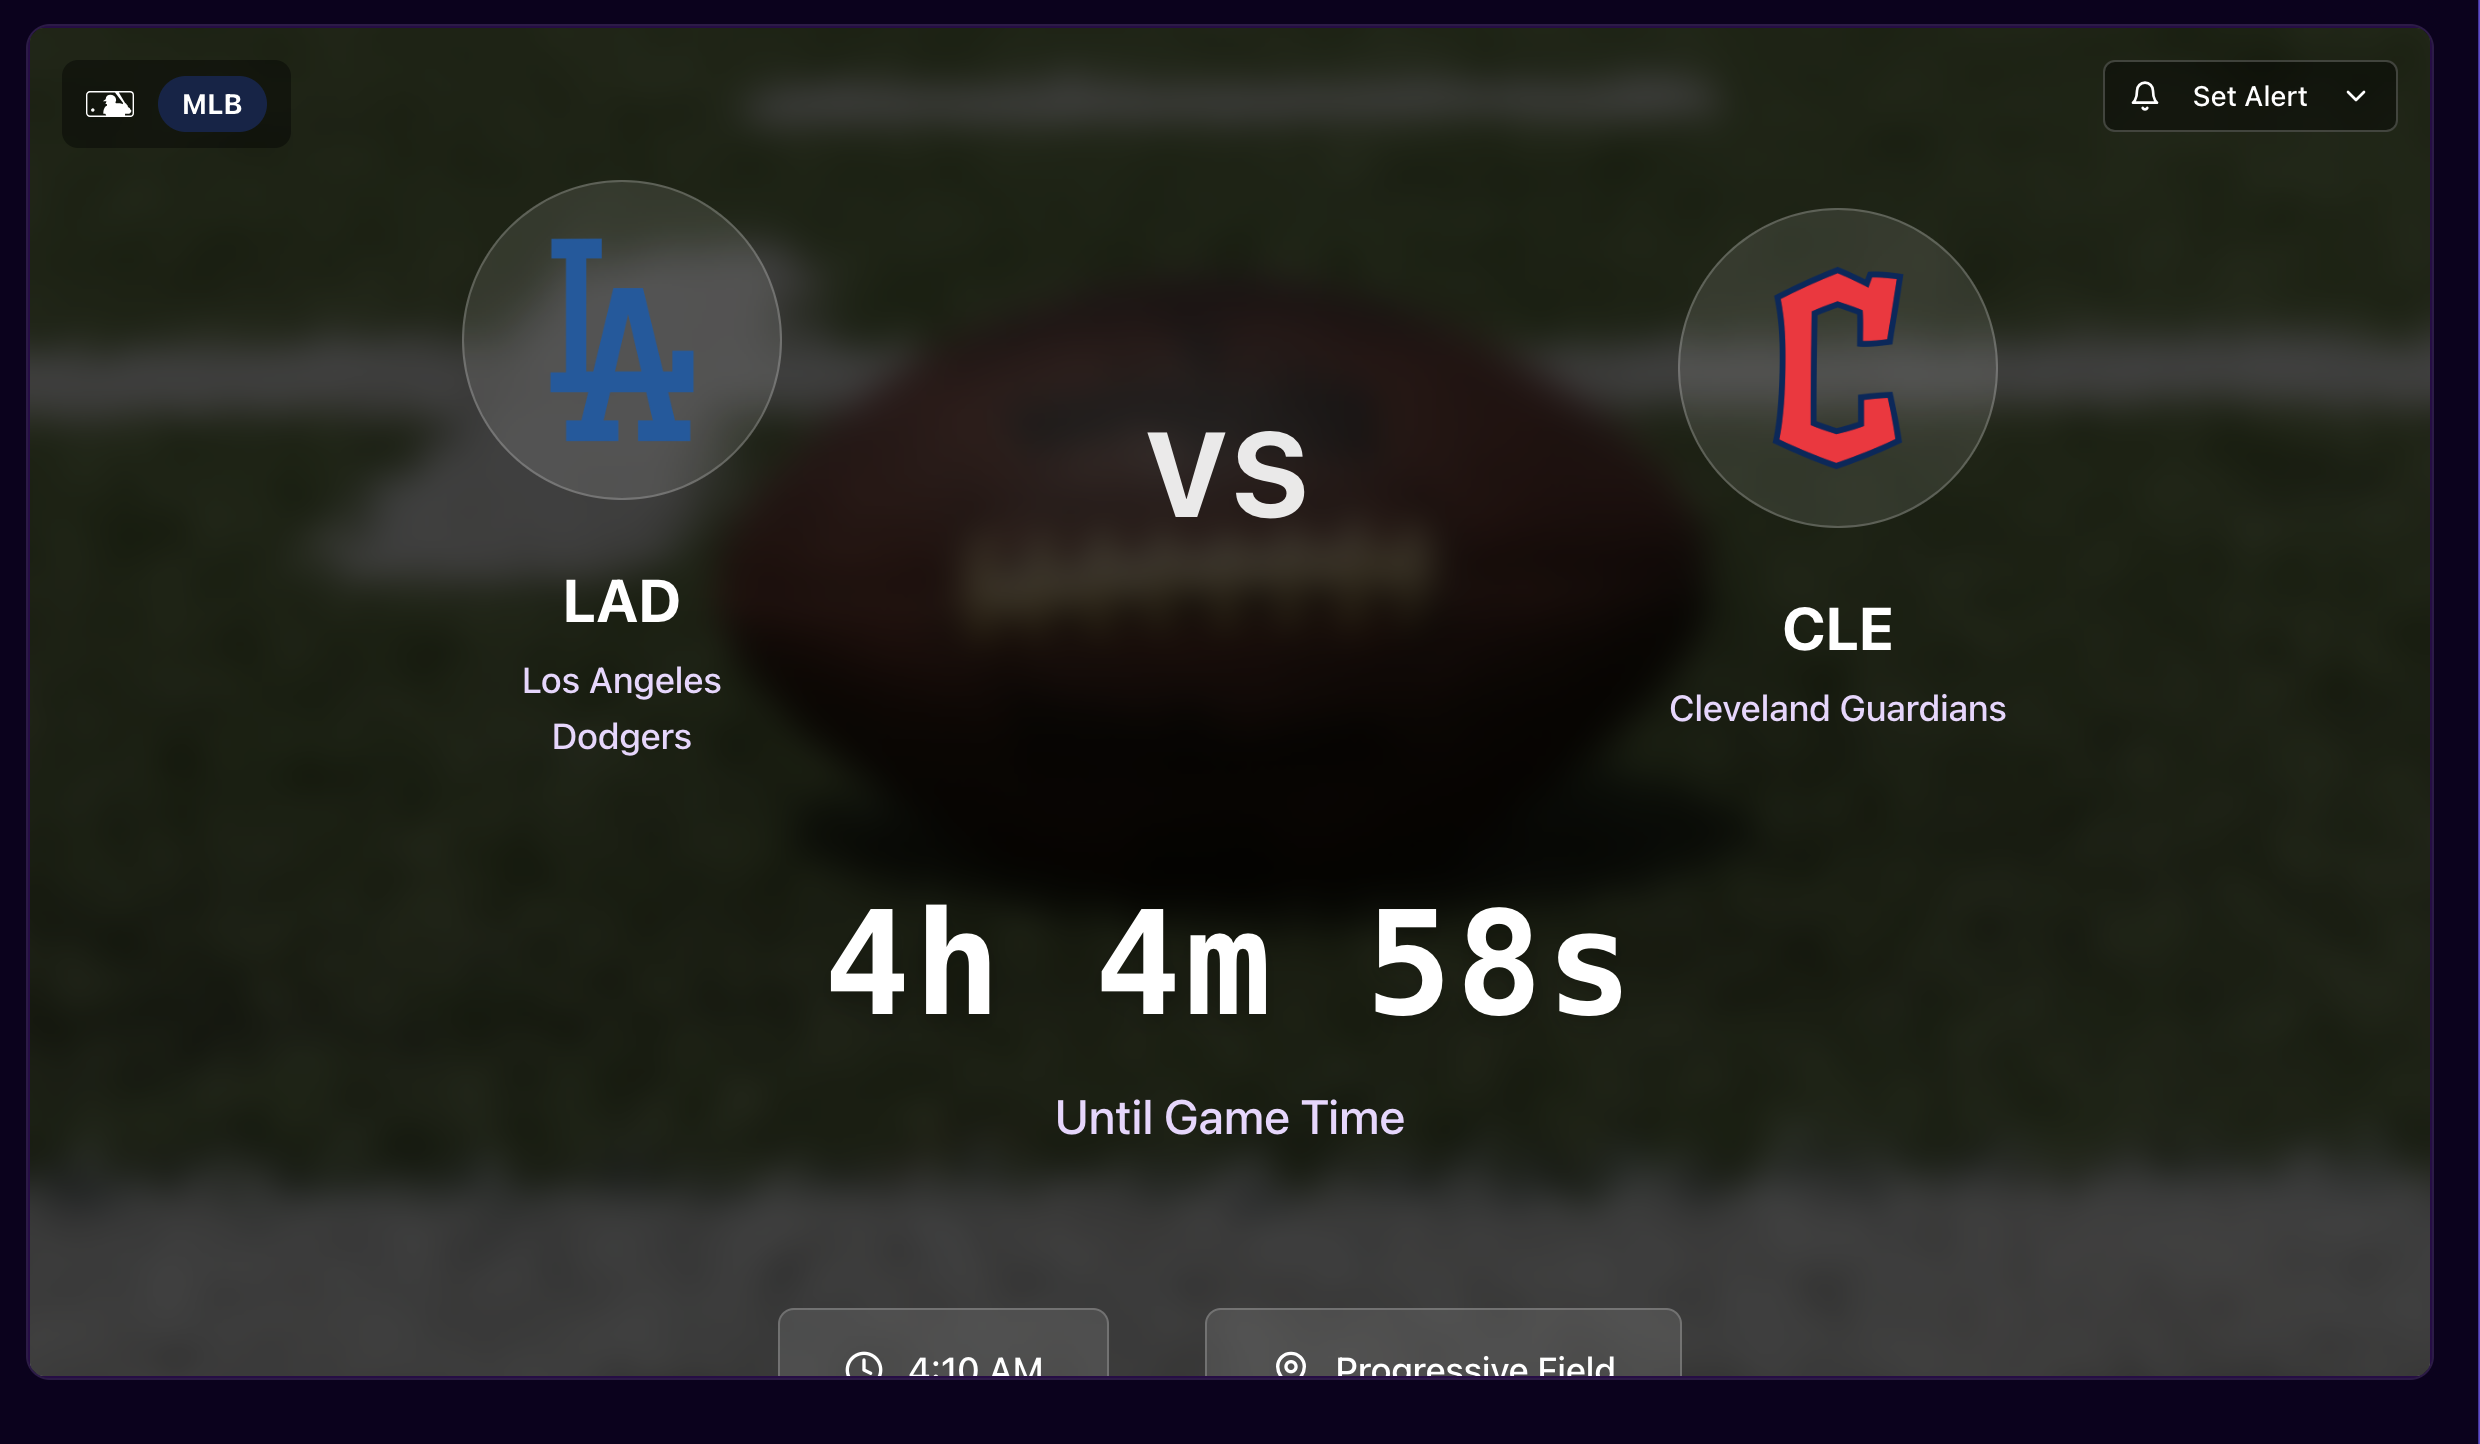 MLB
Set Alert
LA
C
VS
LAD
Los Angeles
Dodgers
CLE
Cleveland Guardians
4h 4m 58s
Until Game Time
4:10 AM
Progressive Field